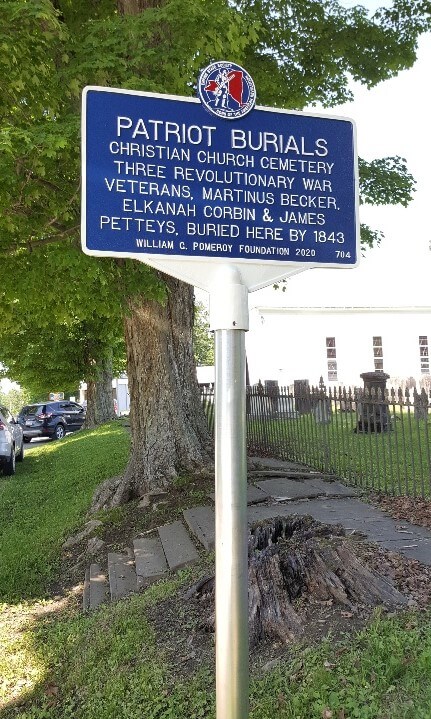 PATRIOT BURIALS
CHRISTIAN CHURCH CEMETERY
THREE REVOLUTIONARY WAR
VETERANS, MARTINUS BECKER,
ELKANAH CORBIN & JAMES
PETTEYS, BURIED HERE BY 1843
WILLIAM G. POMEROY FOUNDATION 2020 704